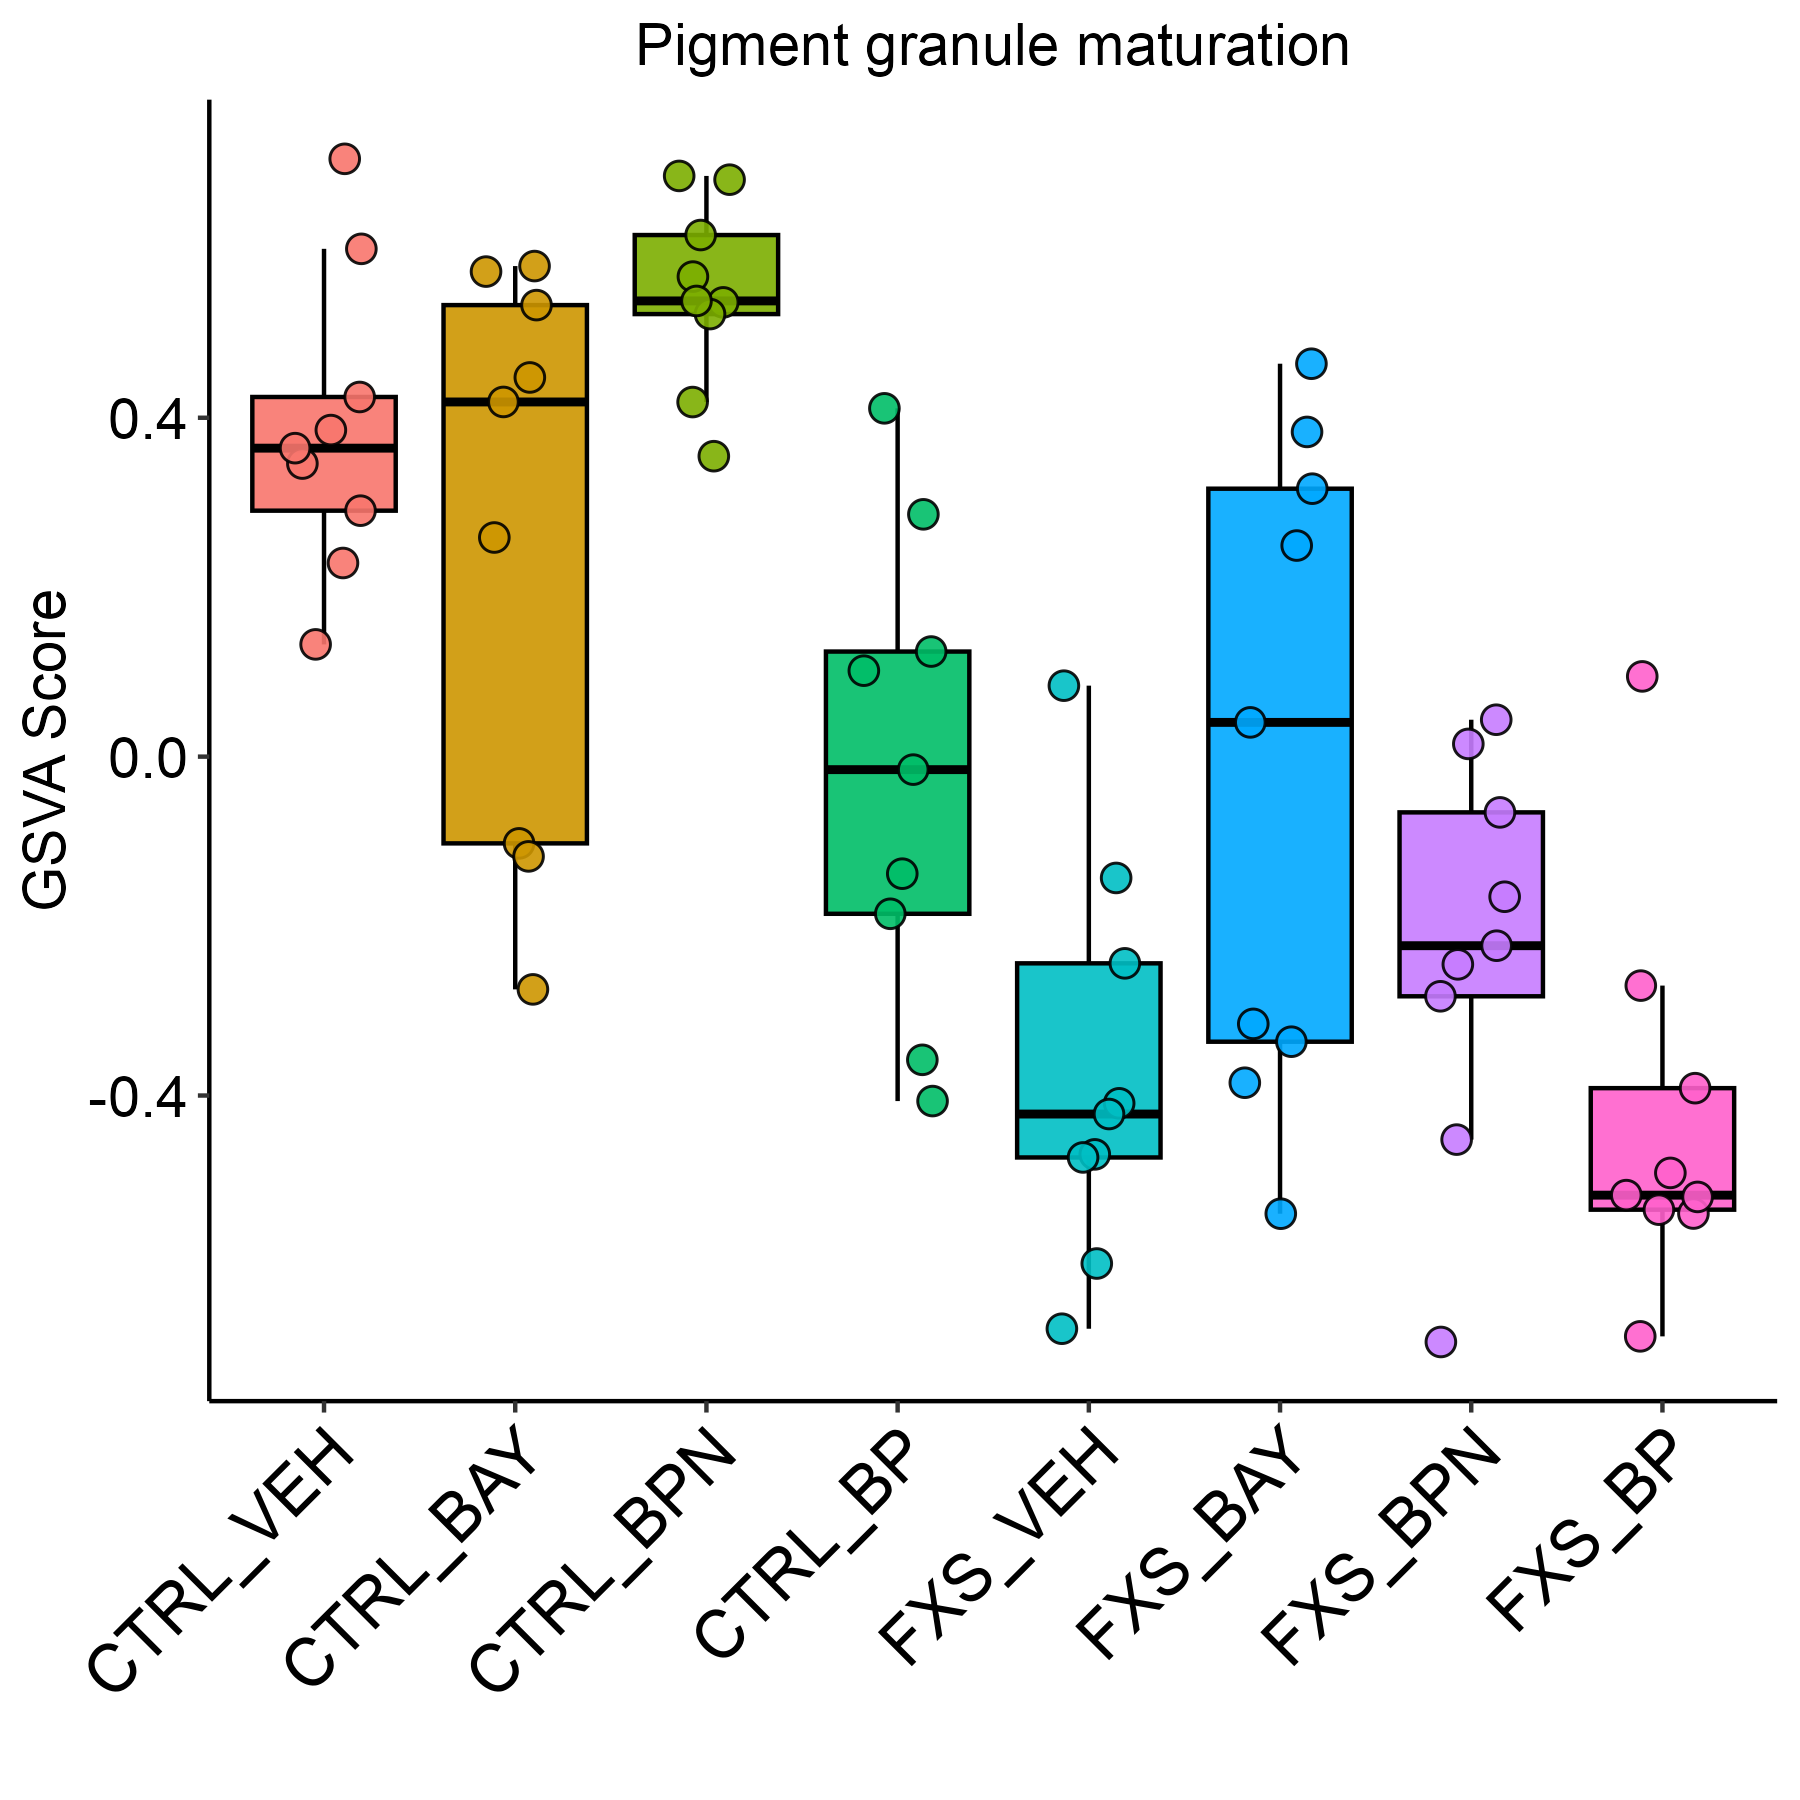 Pigment granule maturation
GSVA Score
0.4
0.0
-0.4
CTRL_VEH
CTRL_BAY
CTRL_BPN
CTRL_BP
FXS_VEH
FXS_BAY
FXS_BPN
FXS_BP